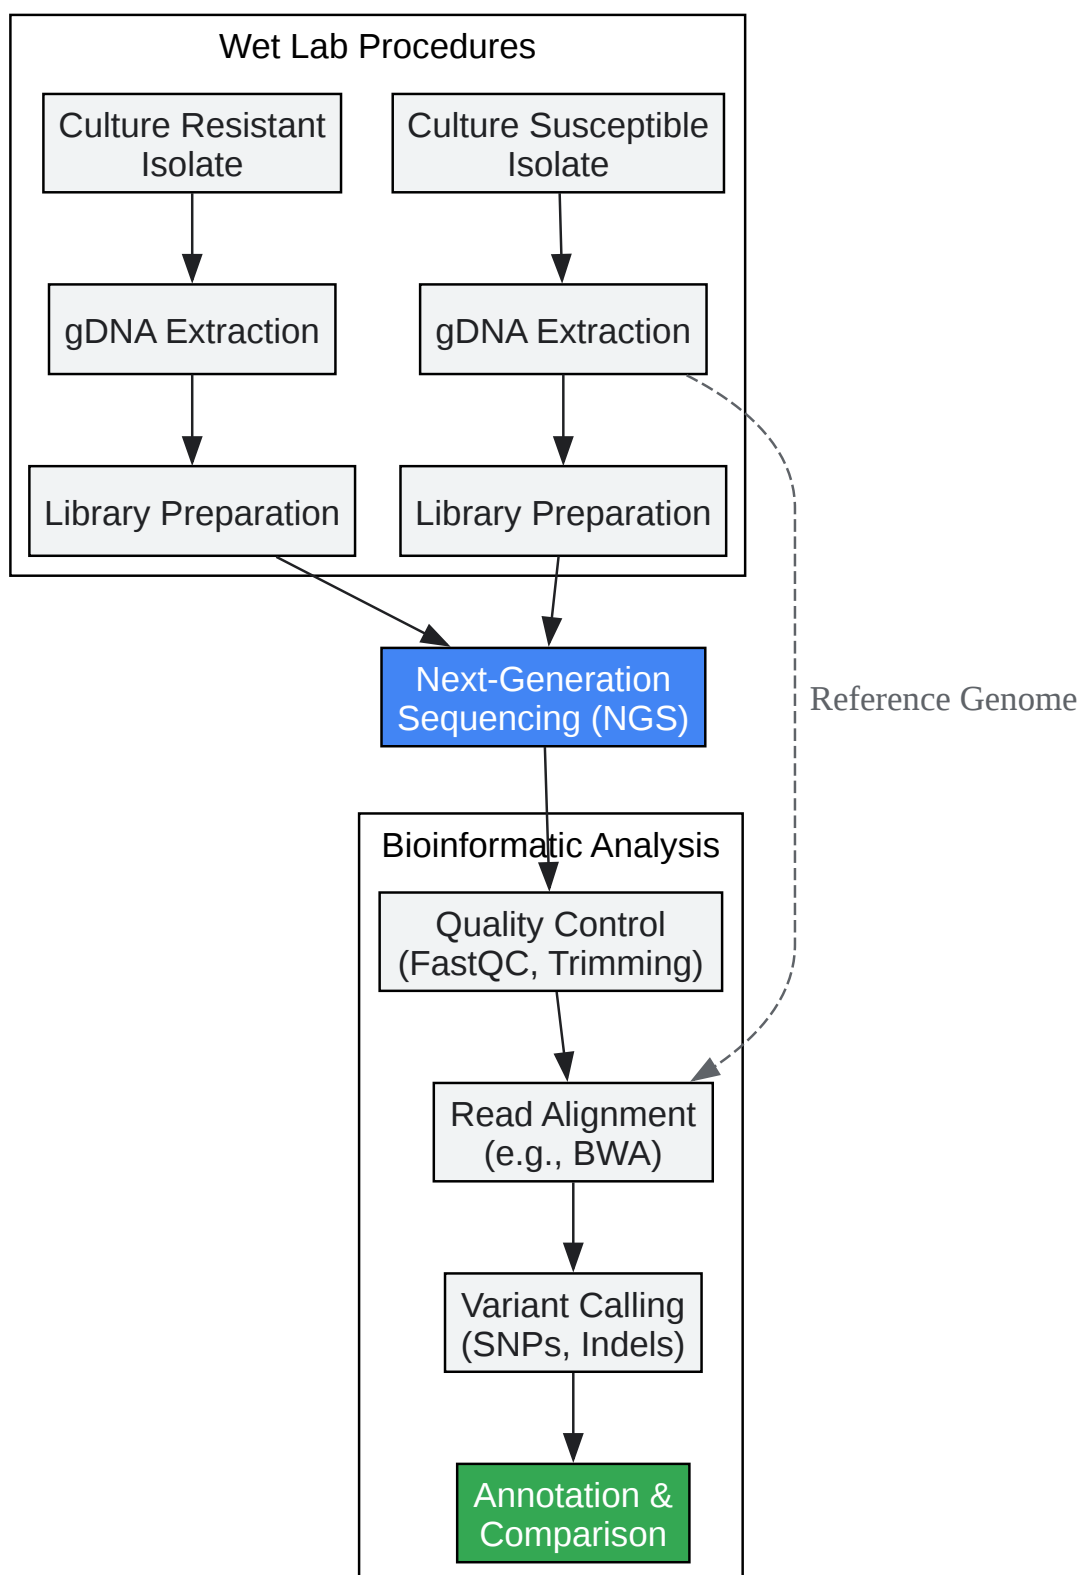 Wet Lab Procedures
Culture Resistant
Isolate
Culture Susceptible
Isolate
gDNA Extraction
gDNA Extraction
Library Preparation
Library Preparation
Next-Generation
Sequencing (NGS)
Reference Genome
Bioinformatic Analysis
Quality Control
(FastQC, Trimming)
Read Alignment
(e.g., BWA)
Variant Calling
(SNPs, Indels)
Annotation &
Comparison